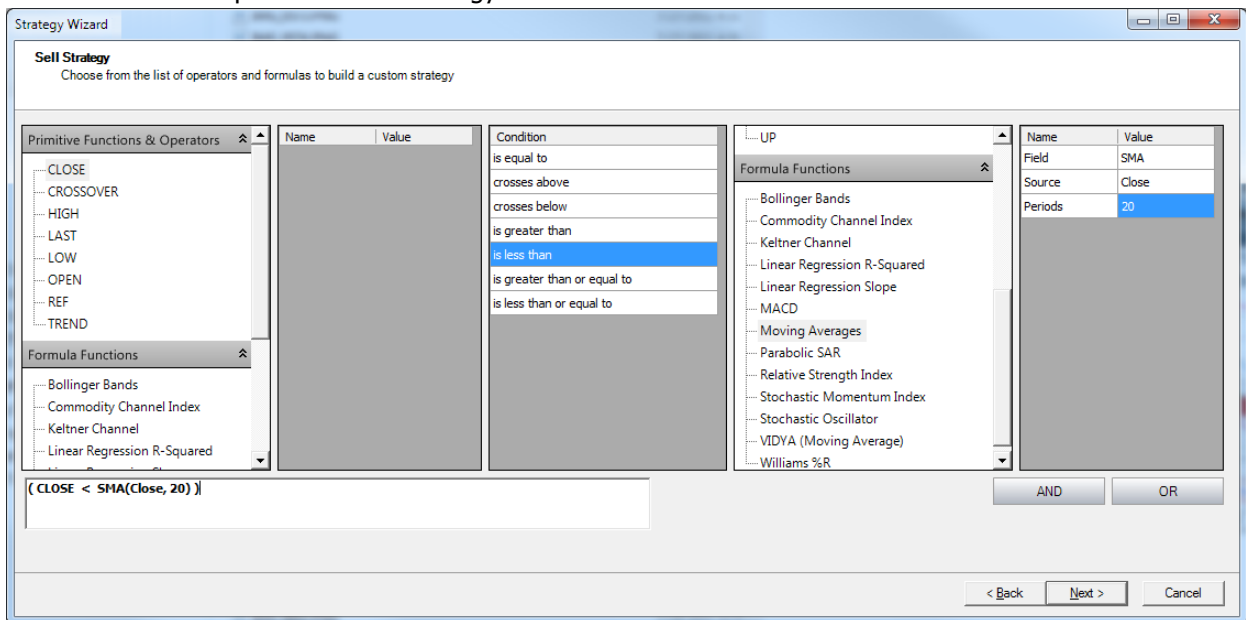 Strategy Wizard
Sell Strategy
Choose from the list of operators and formulas to build a custom strategy
Primitive Functions & Operators
CLOSE
CROSSOVER
HIGH
LAST
LOW
OPEN
REF
TREND
Formula Functions
Bollinger Bands
Commodity Channel Index
Keltner Channel
Linear Regression R-Squared
Name Value
Condition
is equal to
crosses above
crosses below
is greater than
is less than
is greater than or equal to
is less than or equal to
UP
Formula Functions
Bollinger Bands
Commodity Channel Index
Keltner Channel
Linear Regression R-Squared
Linear Regression Slope
MACD
Moving Averages
Parabolic SAR
Relative Strength Index
Stochastic Momentum Index
Stochastic Oscillator
VIDYA (Moving Average)
Williams %R
Name Value
Field SMA
Source Close
Periods 20
( CLOSE < SMA(Close, 20) )
AND OR
< Back Next > Cancel